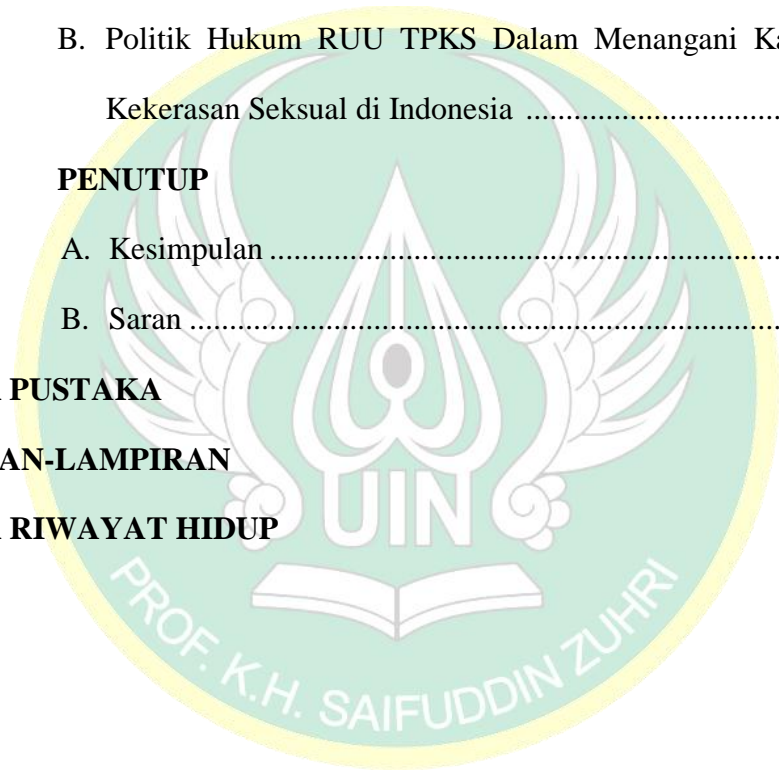 B. Politik Hukum RUU TPKS Dalam Menangani Ka
Kekerasan Seksual di Indonesia ................................
PENUTUP
A. Kesimpulan ................................................................
B. Saran ..........................................................................
PUSTAKA
AN-LAMPIRAN
RIWAYAT HIDUP
UIN
PROF. K.H. SAIFUDDIN ZUHRI